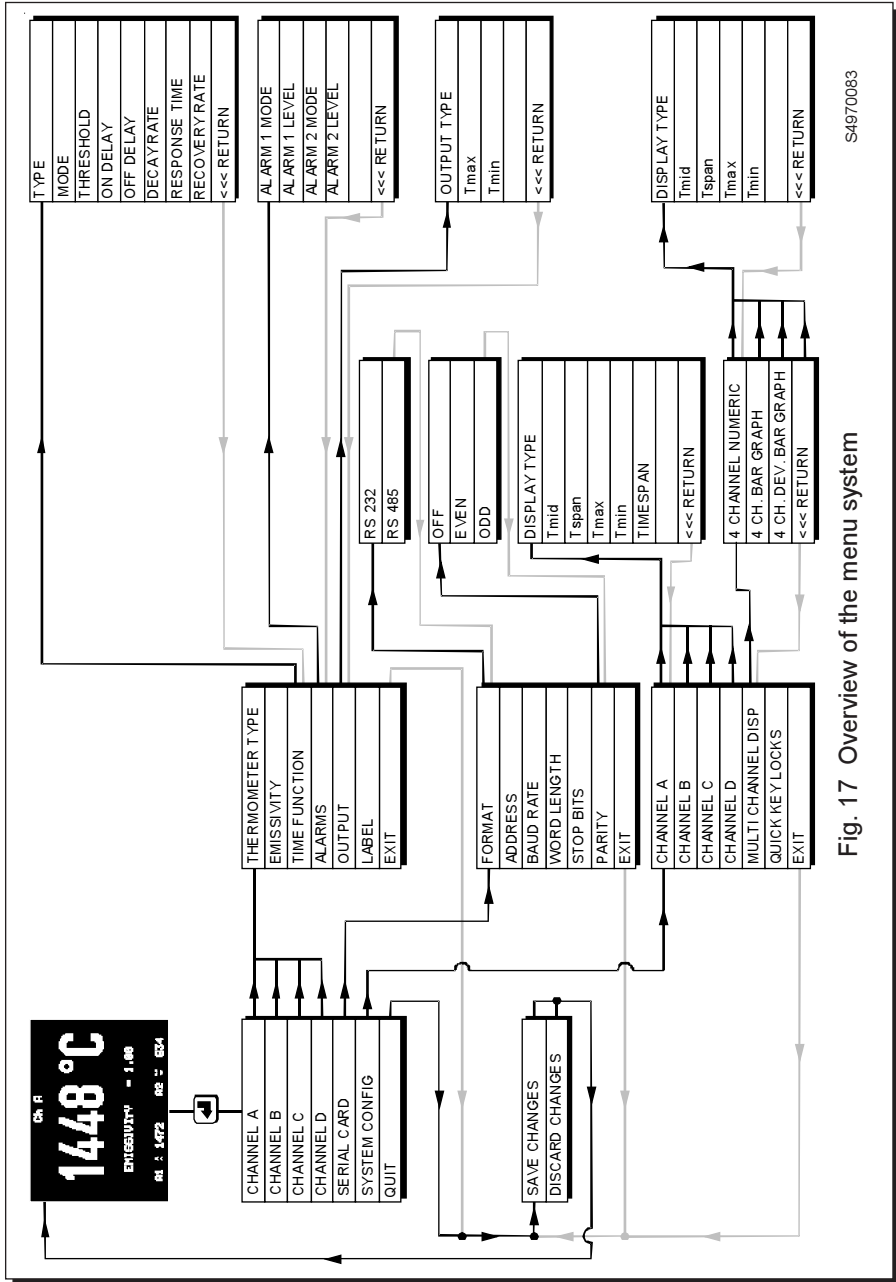 Ch A
1448 °C
EMISSIVITY = 1.00
A1 : 1472 A2 : 634
CHANNEL A
CHANNEL B
CHANNEL C
CHANNEL D
SERIAL CARD
SYSTEM CONFIG
QUIT
SAVE CHANGES
DISCARD CHANGES
THERMOMETER TYPE
EMISSIVITY
TIME FUNCTION
ALARMS
OUTPUT
LABEL
EXIT
FORMAT
ADDRESS
BAUD RATE
WORD LENGTH
STOP BITS
PARITY
EXIT
CHANNEL A
CHANNEL B
CHANNEL C
CHANNEL D
MULTI CHANNEL DISP
QUICK KEY LOCKS
EXIT
RS 232
RS 485
OFF
EVEN
ODD
DISPLAY TYPE
Tmid
Tspan
Tmax
Tmin
TIMESPAN
<<< RETURN
4 CHANNEL NUMERIC
4 CH. BAR GRAPH
4 CH. DEV. BAR GRAPH
<<< RETURN
TYPE
MODE
THRESHOLD
ON DELAY
OFF DELAY
DECAY RATE
RESPONSE TIME
RECOVERY RATE
<<< RETURN
ALARM 1 MODE
ALARM 1 LEVEL
ALARM 2 MODE
ALARM 2 LEVEL
<<< RETURN
OUTPUT TYPE
Tmax
Tmin
<<< RETURN
DISPLAY TYPE
Tmid
Tspan
Tmax
Tmin
<<< RETURN
S4970083
Fig. 17 Overview of the menu system